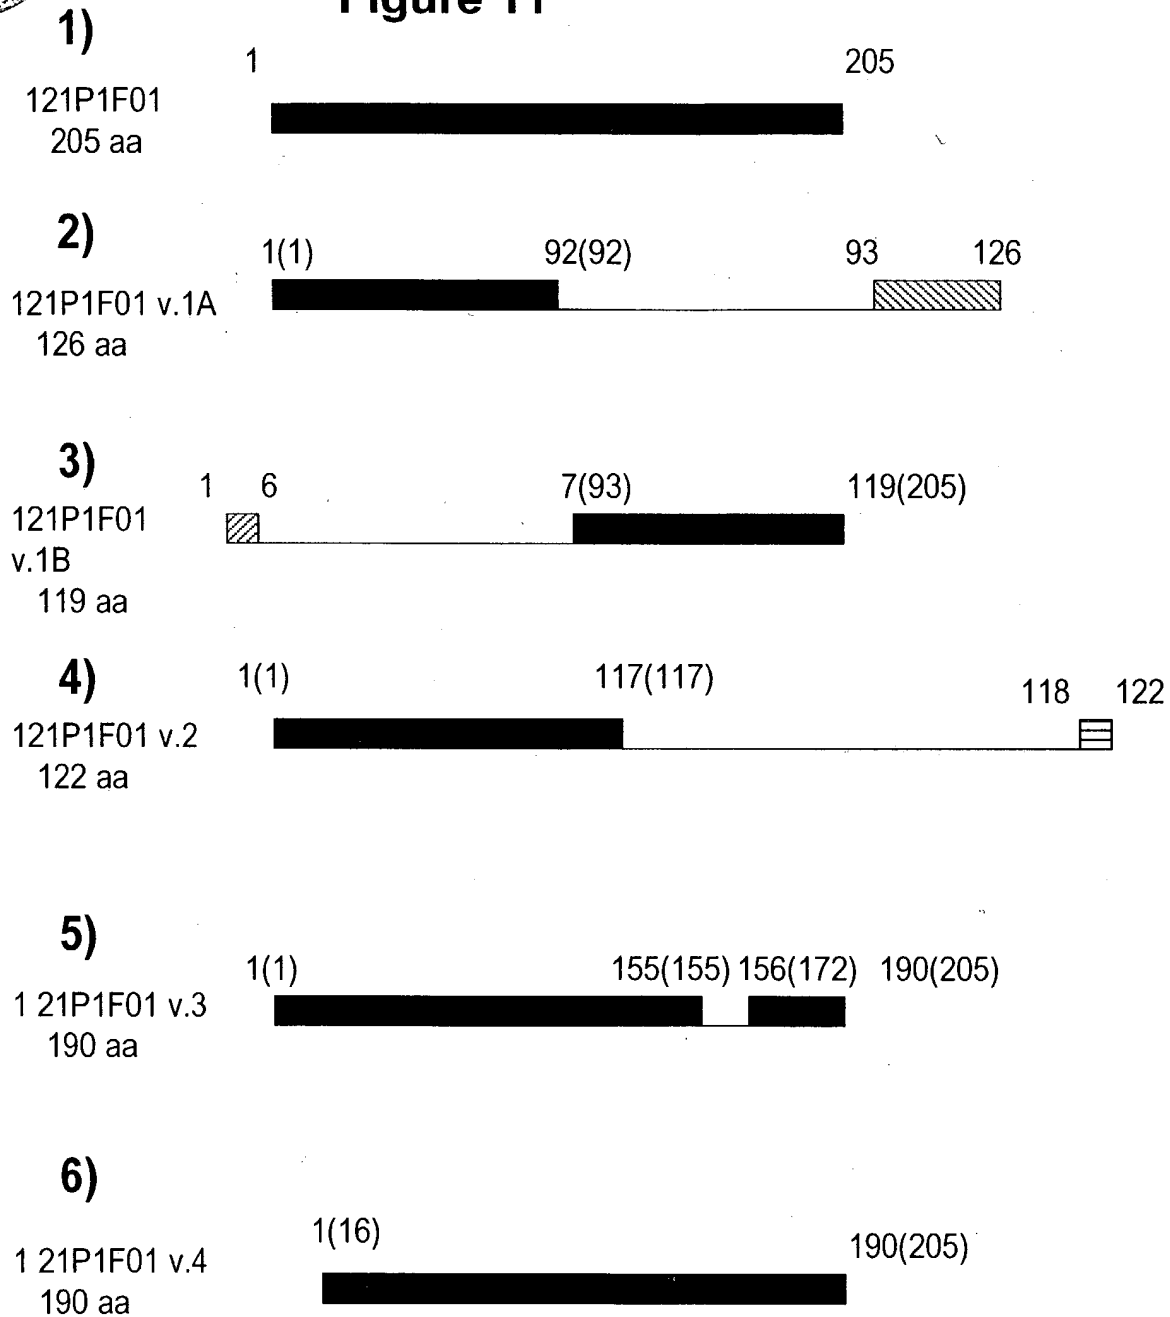 Figure 11
1)
1 205
121P1F01
205 aa
2)
1(1) 92(92) 93 126
121P1F01 v.1A
126 aa
3)
1 6 7(93) 119(205)
121P1F01
v.1B
119 aa
4)
1(1) 117(117) 118 122
121P1F01 v.2
122 aa
5)
1(1) 155(155) 156(172) 190(205)
1 21P1F01 v.3
190 aa
6)
1(16) 190(205)
1 21P1F01 v.4
190 aa